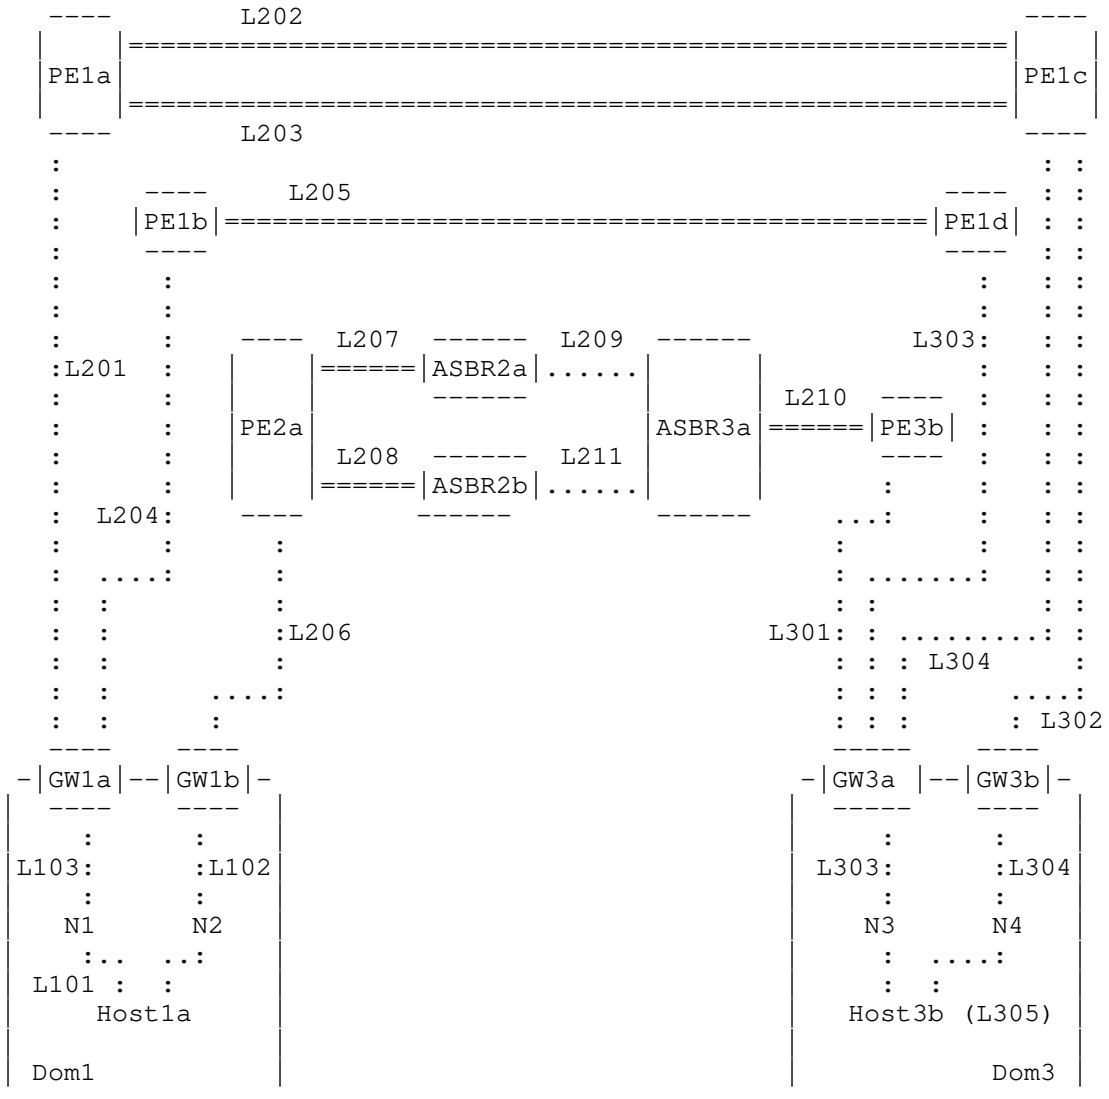 L202
PE1a PE1c
L203
L205
PE1b PE1d
L207 L209 L303
L201 ASBR2a
L210
PE2a ASBR3a PE3b
L208 L211
ASBR2b
L204
L206 L301
L304
L302
GW1a GW1b GW3a GW3b
L103 L102 L303 L304
N1 N2 N3 N4
L101
Host1a Host3b (L305)
Dom1 Dom3